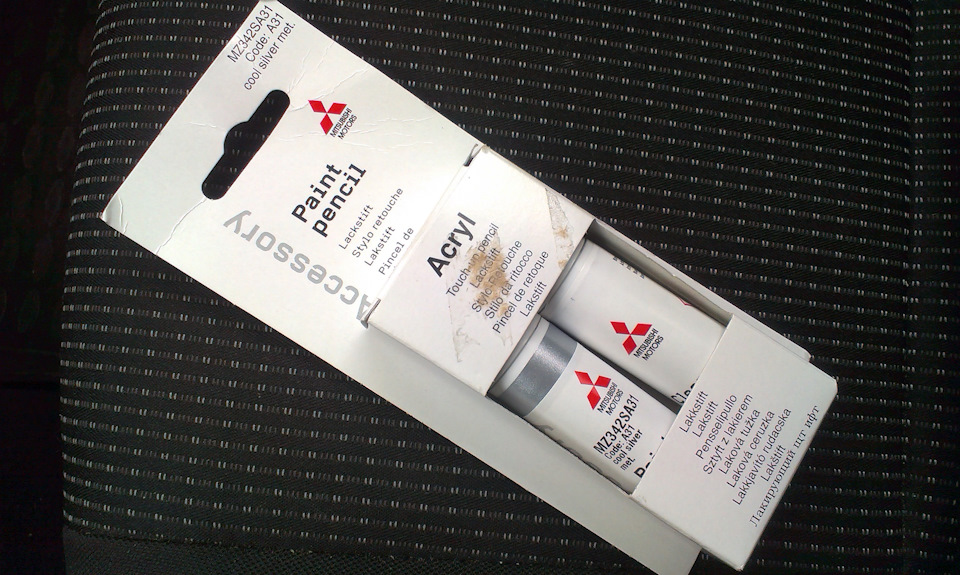 MZ342SA31
Code: A31
cool silver met.
MITSUBISHI
MOTORS
Paint
pencil
Lackstift
Stylo retouche
Lakstift
Pincel de
Accessory
Acryl
Touch-up pencil
Lackstift
Stylo retouche
Stilo da ritocco
Pincel de retoque
Lakstift
MITSUBISHI
MOTORS
MITSUBISHI
MOTORS
MZ342SA31
Code: A31
cool silver
met.
Lakkstift
Lakstift
Pensselipullo
Sztyft z lakierem
Laková tužka
Laková ceruzka
Lakkjavító rudacska
Lakštift
Лакирующий штифт